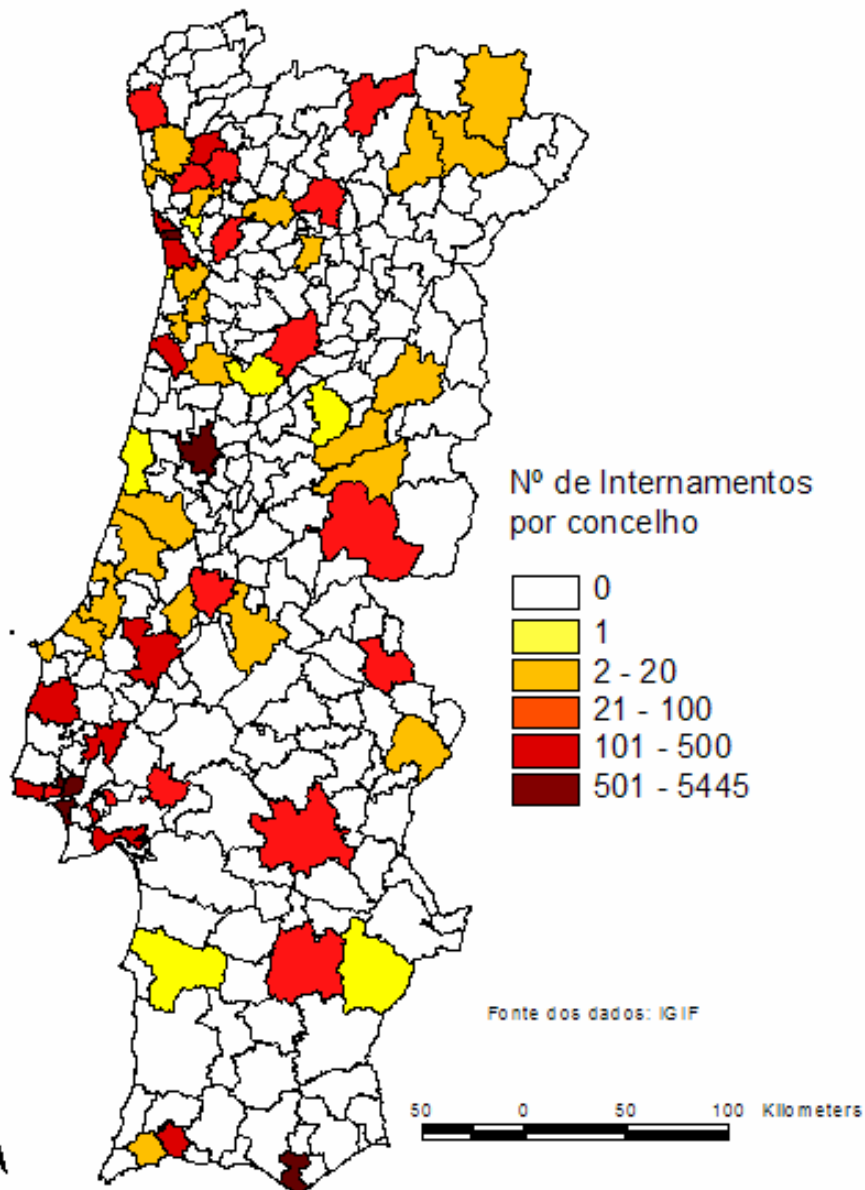 Nº de Internamentos
por concelho
0
1
2 - 20
21 - 100
101 - 500
501 - 5445
Fonte dos dados: IGIF
50 0 50 100 Kilometers